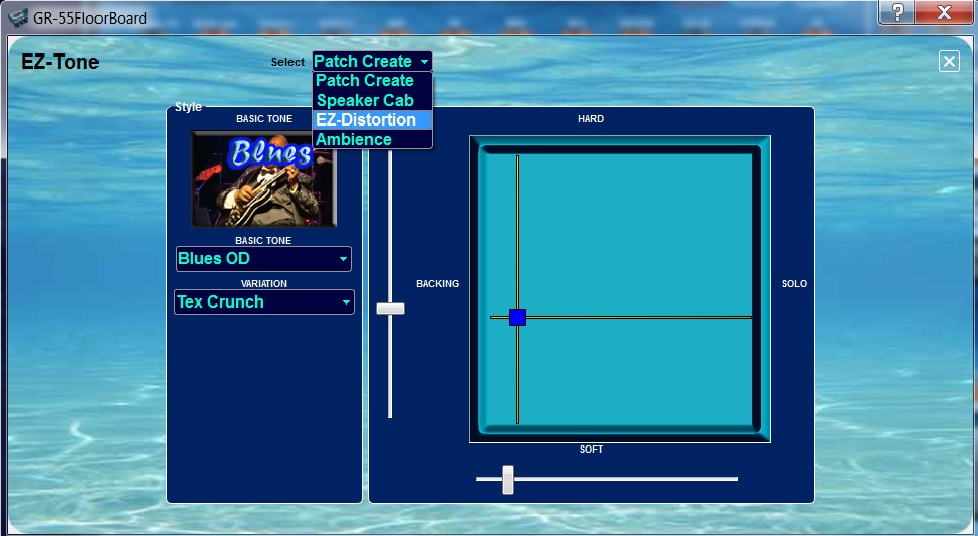 GR-55FloorBoard
?
EZ-Tone
Select
Patch Create
Patch Create
Speaker Cab
EZ-Distortion
Ambience
Style
BASIC TONE
Blues
BASIC TONE
Blues OD
VARIATION
Tex Crunch
HARD
BACKING
SOLO
SOFT